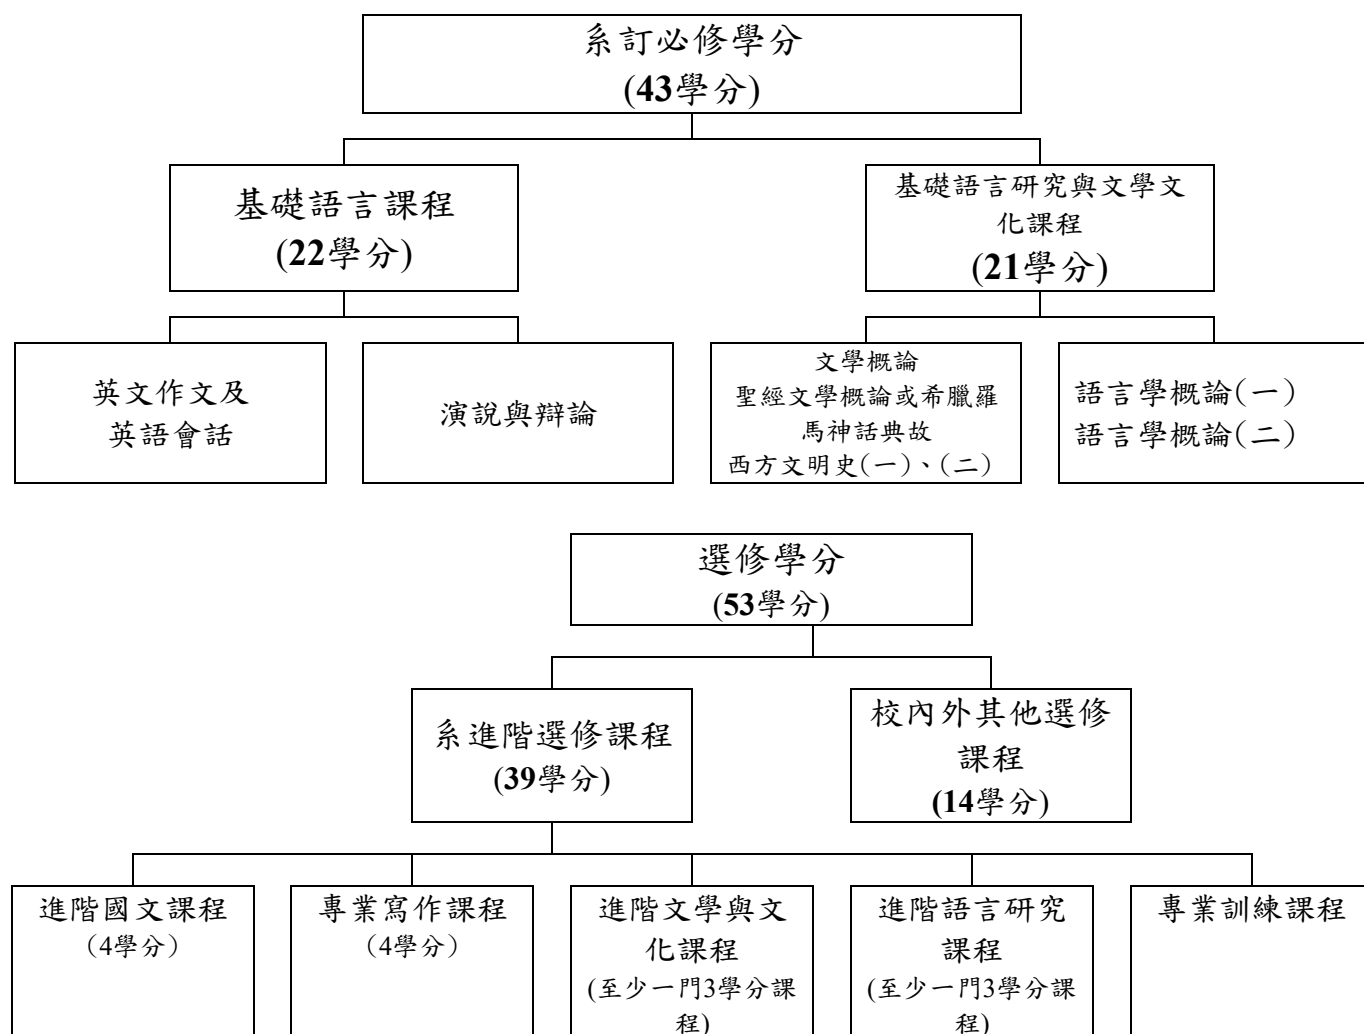 系訂必修學分
(43學分)
基礎語言課程
(22學分)
基礎語言研究與文學文
化課程
(21學分)
英文作文及
英語會話
演說與辯論
文學概論
聖經文學概論或希臘羅
馬神話典故
西方文明史(一)、(二)
語言學概論(一)
語言學概論(二)
選修學分
(53學分)
系進階選修課程
(39學分)
校內外其他選修
課程
(14學分)
進階國文課程
（4學分）
專業寫作課程
（4學分）
進階文學與文
化課程
(至少一門3學分課
程)
進階語言研究
課程
(至少一門3學分課
程)
專業訓練課程